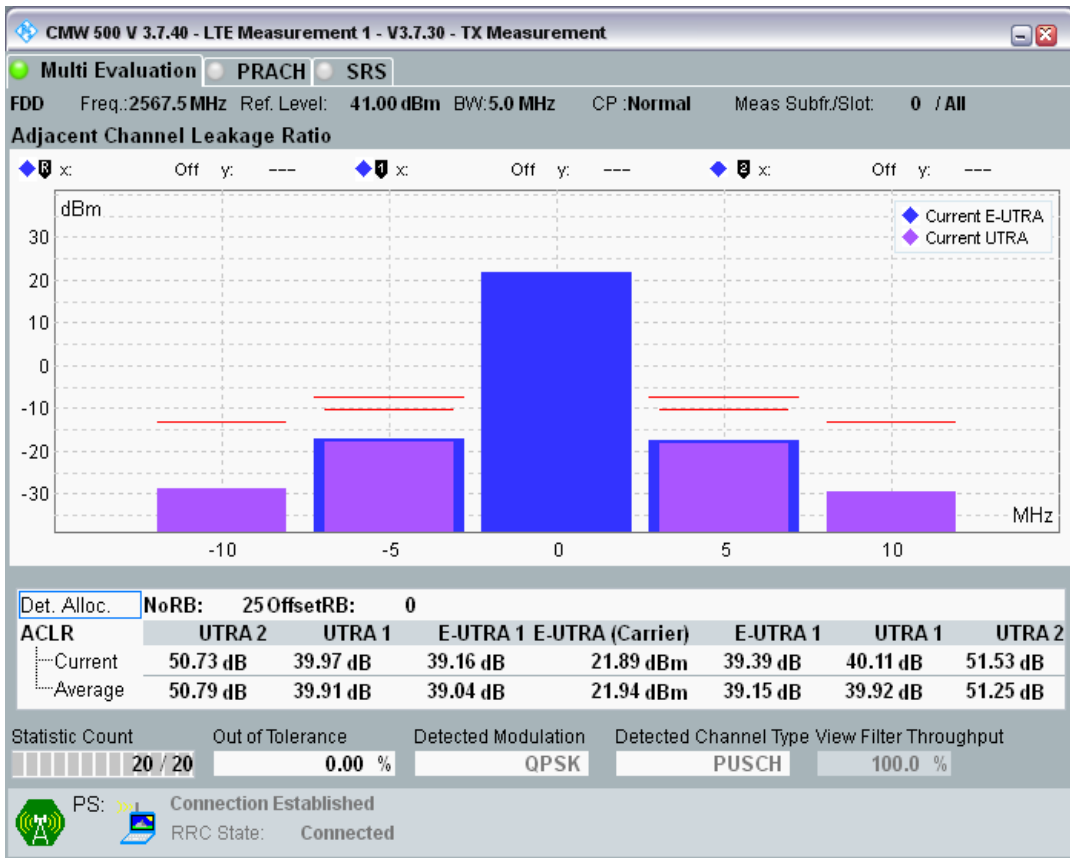 CMW 500 V 3.7.40 - LTE Measurement 1 - V3.7.30 - TX Measurement
Multi Evaluation PRACH SRS
FDD Freq.:2567.5 MHz Ref. Level: 41.00 dBm BW:5.0 MHz CP :Normal Meas Subfr./Slot: 0 / All
Adjacent Channel Leakage Ratio
R x: Off y: --- 1 x: Off y: --- 2 x: Off y: ---
dBm
Current E-UTRA
Current UTRA
30
20
10
0
-10
-20
-30
MHz
-10 -5 0 5 10
Det. Alloc. NoRB: 25 OffsetRB: 0
ACLR UTRA 2 UTRA 1 E-UTRA 1 E-UTRA (Carrier) E-UTRA 1 UTRA 1 UTRA 2
Current 50.73 dB 39.97 dB 39.16 dB 21.89 dBm 39.39 dB 40.11 dB 51.53 dB
Average 50.79 dB 39.91 dB 39.04 dB 21.94 dBm 39.15 dB 39.92 dB 51.25 dB
Statistic Count Out of Tolerance Detected Modulation Detected Channel Type View Filter Throughput
20 / 20 0.00 % QPSK PUSCH 100.0 %
PS: Connection Established
RRC State: Connected